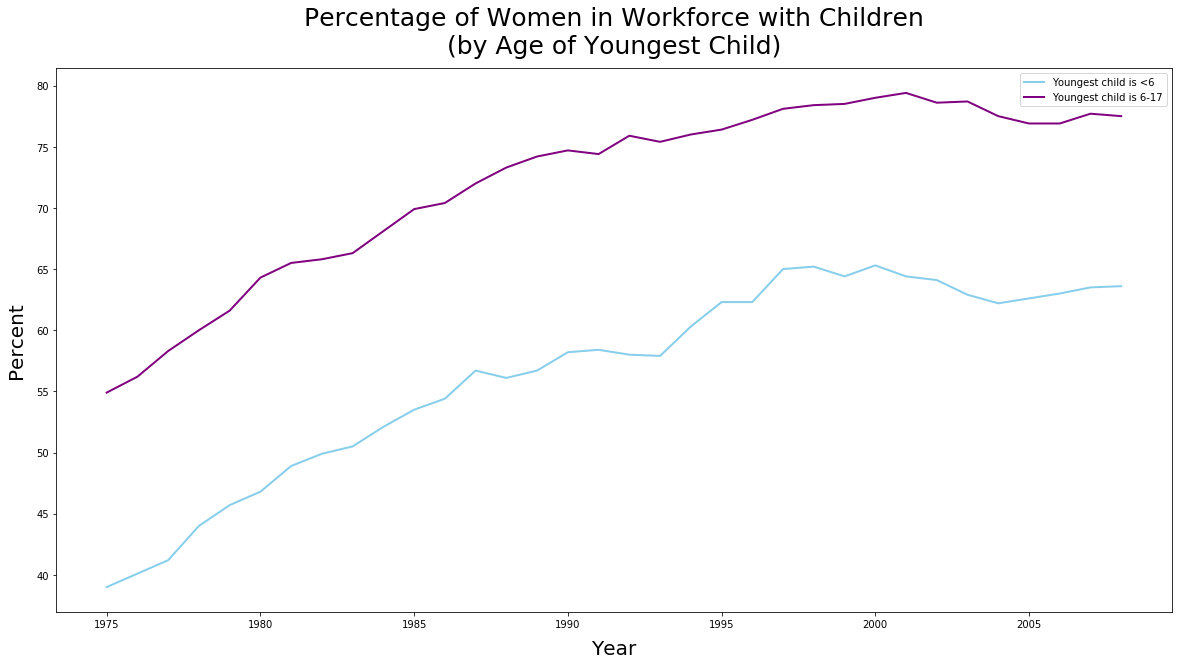 Percentage of Women in Workforce with Children
(by Age of Youngest Child)
Youngest child is <6
Youngest child is 6-17
Percent
80
75
70
65
60
55
50
45
40
1975
1980
1985
1990
1995
2000
2005
Year